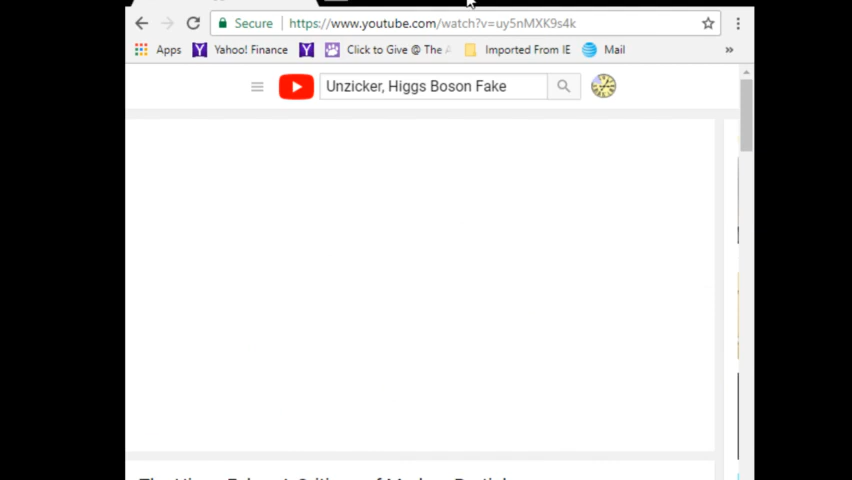 Secure https://www.youtube.com/watch?v=uy5nMXK9s4k
Apps Yahoo! Finance Click to Give @ The A Imported From IE Mail »
Unzicker, Higgs Boson Fake